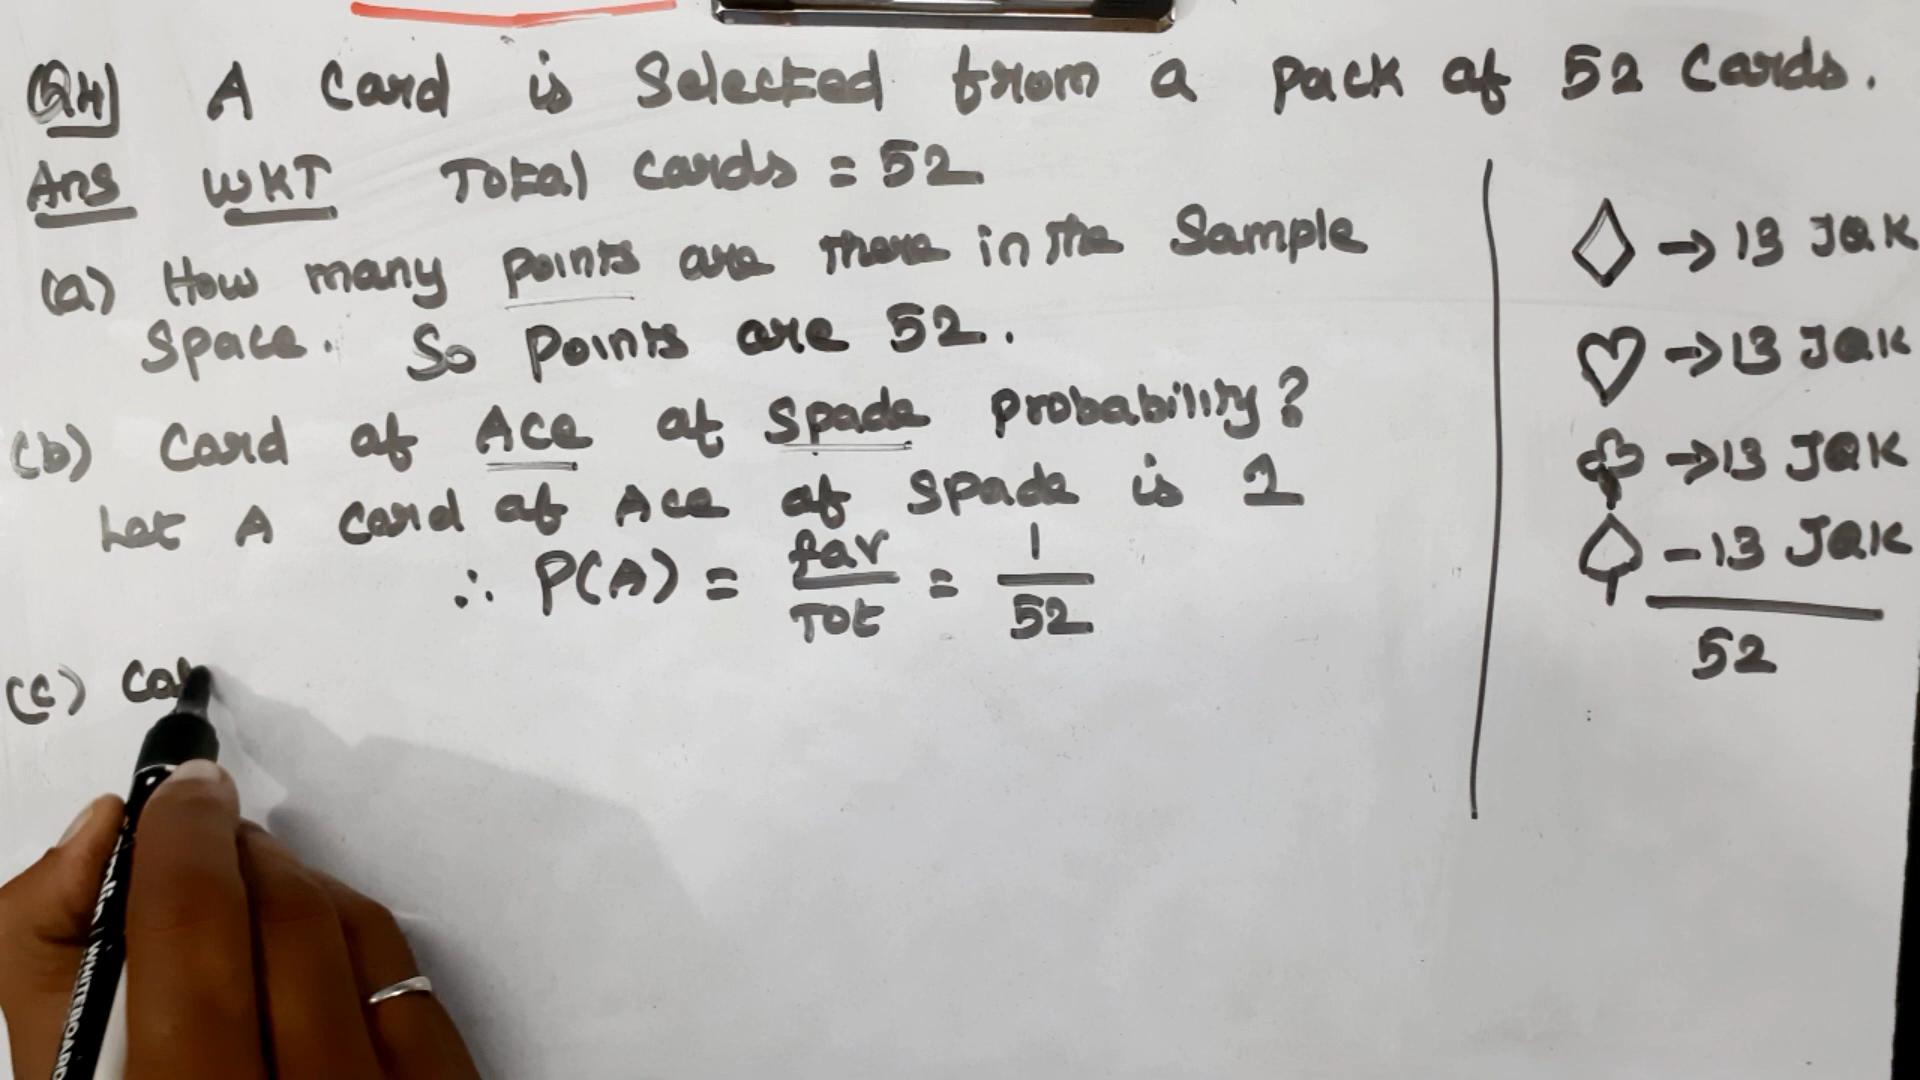 Q4) A Card is Selected from a pack of 52 Cards.
Ans WKT Total cards = 52
(a) How many points are there in the Sample
Space. So points are 52.
(b) Card of Ace of Spade probability?
Let A card of Ace of Spade is 1
∴ P(A) = fav/Tot = 1/52
(c) Ca
♢ → 13 JQK
♡ → 13 JQK
♧ → 13 JQK
♤ - 13 JQK
52
WHITEBOARD